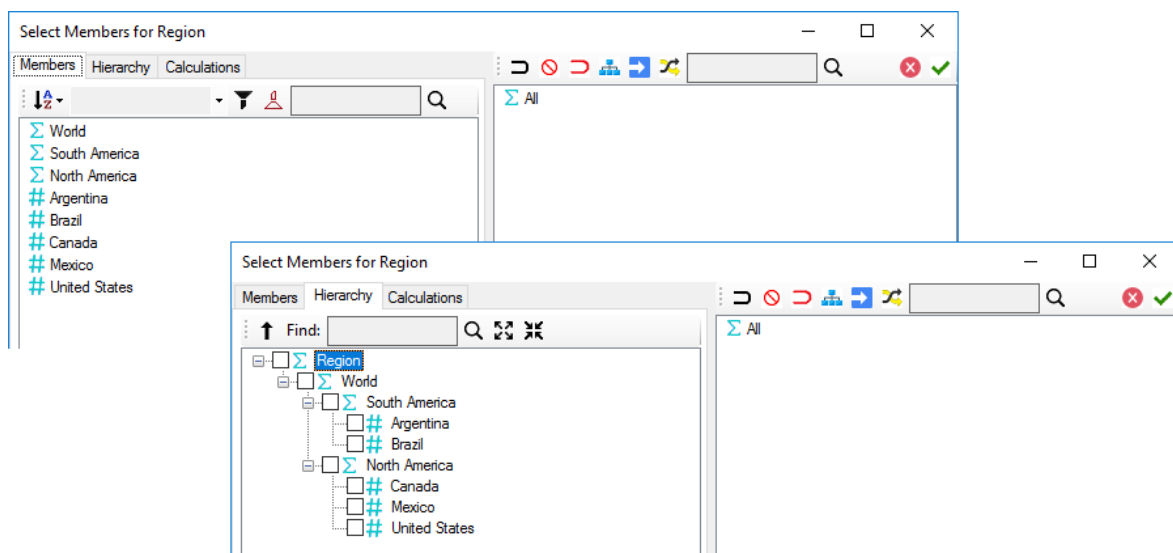 Select Members for Region
Members Hierarchy Calculations
World
South America
North America
Argentina
Brazil
Canada
Mexico
United States
All
Select Members for Region
Members Hierarchy Calculations
Find:
Region
World
South America
Argentina
Brazil
North America
Canada
Mexico
United States
All